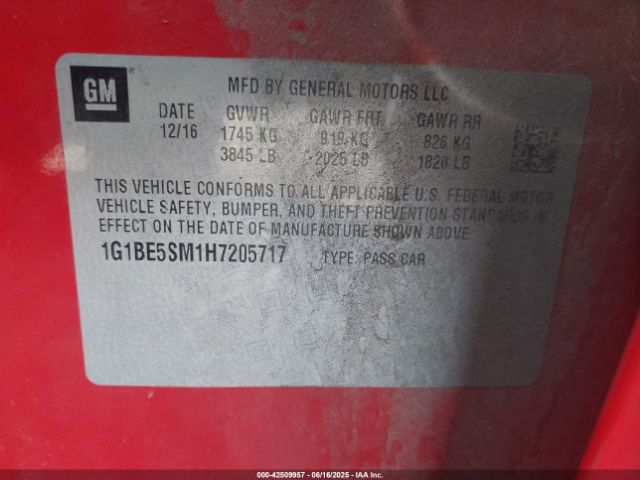 GM
MFD BY GENERAL MOTORS LLC
DATE GVWR GAWR FRT GAWR RR
12/16 1745 KG 919 KG 826 KG
3845 LB 2025 LB 1820 LB
THIS VEHICLE CONFORMS TO ALL APPLICABLE U.S. FEDERAL MOTOR
VEHICLE SAFETY, BUMPER, AND THEFT PREVENTION STANDARDS IN
EFFECT ON THE DATE OF MANUFACTURE SHOWN ABOVE.
1G1BE5SM1H7205717 TYPE: PASS CAR
000-42509957 - 06/16/2025 - IAAI, Inc.